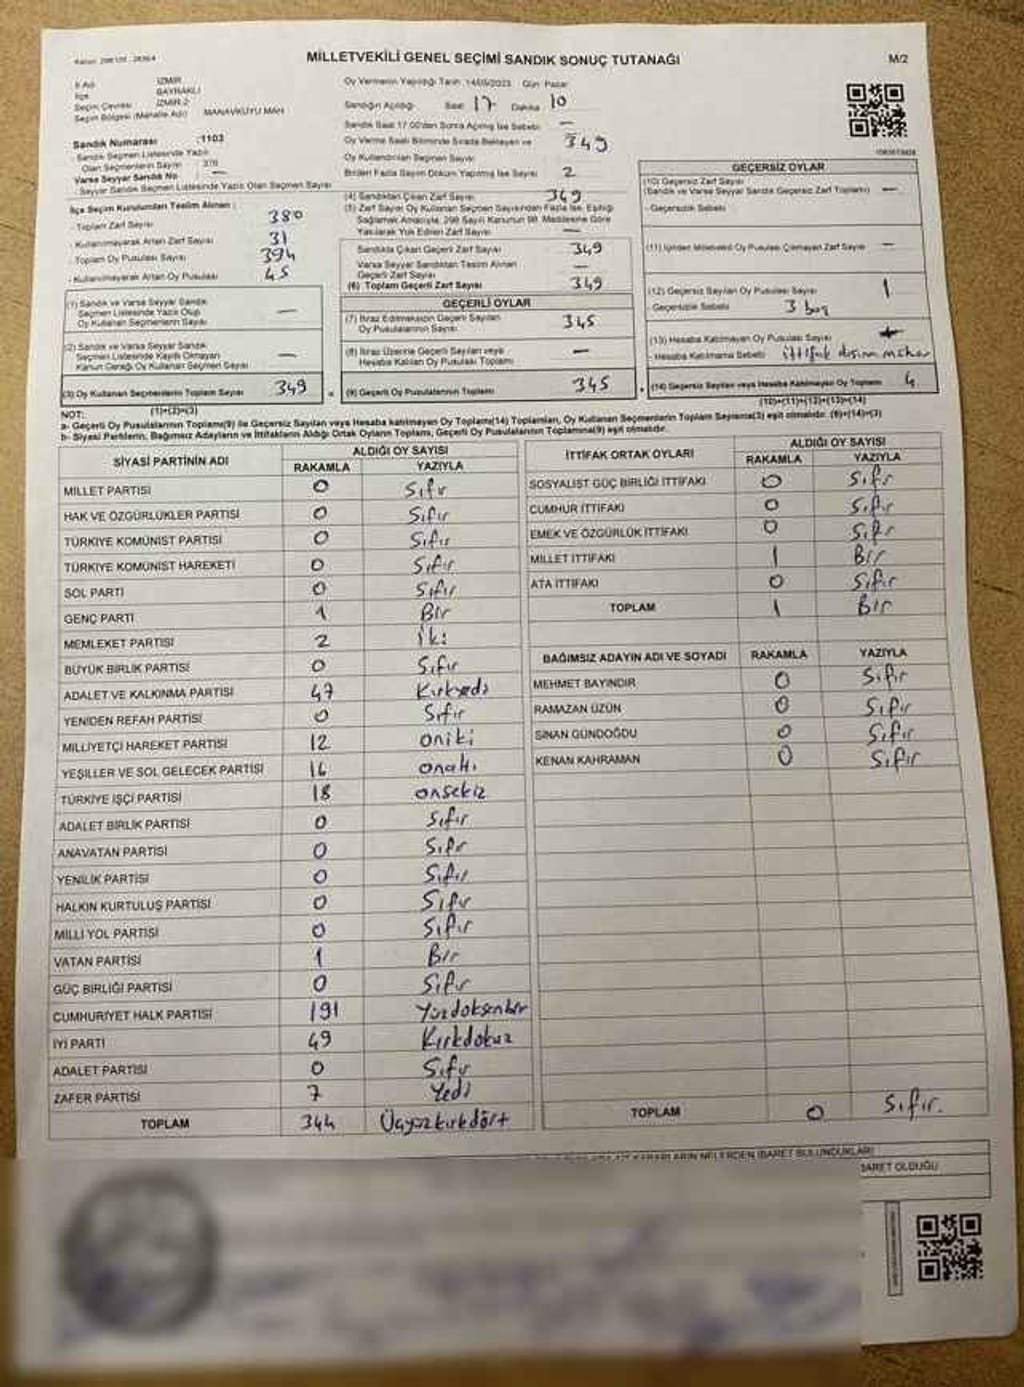 MİLLETVEKİLİ GENEL SEÇİMİ SANDIK SONUÇ TUTANAĞI
M/2
İl Adı İZMİR
İlçe BAYRAKLI
Seçim Çevresi İZMİR 2
Seçim Bölgesi (Mahalle Adı) MANAVKUYU MAH
Sandık Numarası :1103
- Sandık Seçmen Listesinde Yazılı
Olan Seçmenlerin Sayısı 378
Varsa Seyyar Sandık No —
- Seyyar Sandık Seçmen Listesinde Yazılı Olan Seçmen Sayısı
Oy Vermenin Yapıldığı Tarih :14/05/2023 Gün: Pazar
Sandığın Açıldığı Saat 17 Dakika 10
Sandık Saat 17.00'den Sonra Açılmış İse Sebebi —
Oy Verme Saati Bitiminde Sırada Bekleyen ve 349
Oy Kullandırılan Seçmen Sayısı
Birden Fazla Sayım Döküm Yapılmış İse Sayısı 2
İlçe Seçim Kurulundan Teslim Alınan :
- Toplam Zarf Sayısı 380
- Kullanılmayarak Artan Zarf Sayısı 31
- Toplam Oy Pusulası Sayısı 394
- Kullanılmayarak Artan Oy Pusulası 45
(1) Sandık ve Varsa Seyyar Sandık
Seçmen Listesinde Yazılı Olup
Oy Kullanan Seçmenlerin Sayısı —
(2) Sandık ve Varsa Seyyar Sandık
Seçmen Listesinde Kayıtlı Olmayan
Kanun Gereği Oy Kullanan Seçmen Sayısı —
(3) Oy Kullanan Seçmenlerin Toplam Sayısı 349
(1)+(2)=(3)
(4) Sandıktan Çıkan Zarf Sayısı 349
(5) Zarf Sayısı Oy Kullanan Seçmen Sayısından Fazla İse, Eşitliği
Sağlamak Amacıyla, 298 Sayılı Kanunun 98. Maddesine Göre
Yakılarak Yok Edilen Zarf Sayısı —
Sandıkta Çıkan Geçerli Zarf Sayısı 349
Varsa Seyyar Sandıktan Teslim Alınan
Geçerli Zarf Sayısı —
(6) Toplam Geçerli Zarf Sayısı 349
GEÇERLİ OYLAR
(7) İtiraz Edilmeksizin Geçerli Sayılan
Oy Pusulalarının Sayısı 345
(8) İtiraz Üzerine Geçerli Sayılan veya
Hesaba Katılan Oy Pusulası Toplamı —
(9) Geçerli Oy Pusulalarının Toplamı 345
GEÇERSİZ OYLAR
(10) Geçersiz Zarf Sayısı
(Sandık ve Varsa Seyyar Sandık Geçersiz Zarf Toplamı) —
- Geçersizlik Sebebi
(11) İçinden Milletvekili Oy Pusulası Çıkmayan Zarf Sayısı —
(12) Geçersiz Sayılan Oy Pusulası Sayısı 1
- Geçersizlik Sebebi 3 boş
(13) Hesaba Katılmayan Oy Pusulası Sayısı
- Hesaba Katılmama Sebebi ittifak dışını mühür
(14) Geçersiz Sayılan veya Hesaba Katılmayan Oy Toplamı 4
(10)+(11)+(12)+(13)=(14)
NOT:
a- Geçerli Oy Pusulalarının Toplamı(9) ile Geçersiz Sayılan veya Hesaba katılmayan Oy Toplamı(14) Toplamları, Oy Kullanan Seçmenlerin Toplam Sayısına(3) eşit olmalıdır. (9)+(14)=(3)
b- Siyasi Partilerin, Bağımsız Adayların ve İttifakların Aldığı Ortak Oyların Toplamı, Geçerli Oy Pusulalarının Toplamına(9) eşit olmalıdır.
SİYASİ PARTİNİN ADI ALDIĞI OY SAYISI
RAKAMLA YAZIYLA
MİLLET PARTİSİ 0 Sıfır
HAK VE ÖZGÜRLÜKLER PARTİSİ 0 Sıfır
TÜRKİYE KOMÜNİST PARTİSİ 0 Sıfır
TÜRKİYE KOMÜNİST HAREKETİ 0 Sıfır
SOL PARTİ 0 Sıfır
GENÇ PARTİ 1 Bir
MEMLEKET PARTİSİ 2 İki
BÜYÜK BİRLİK PARTİSİ 0 Sıfır
ADALET VE KALKINMA PARTİSİ 47 Kırkyedi
YENİDEN REFAH PARTİSİ 0 Sıfır
MİLLİYETÇİ HAREKET PARTİSİ 12 oniki
YEŞİLLER VE SOL GELECEK PARTİSİ 16 onaltı
TÜRKİYE İŞÇİ PARTİSİ 18 onsekiz
ADALET BİRLİK PARTİSİ 0 Sıfır
ANAVATAN PARTİSİ 0 Sıfır
YENİLİK PARTİSİ 0 Sıfır
HALKIN KURTULUŞ PARTİSİ 0 Sıfır
MİLLİ YOL PARTİSİ 0 Sıfır
VATAN PARTİSİ 1 Bir
GÜÇ BİRLİĞİ PARTİSİ 0 Sıfır
CUMHURİYET HALK PARTİSİ 191 Yüzdoksanbir
İYİ PARTİ 49 Kırkdokuz
ADALET PARTİSİ 0 Sıfır
ZAFER PARTİSİ 7 Yedi
TOPLAM 344 Üçyüzkırkdört
İTTİFAK ORTAK OYLARI ALDIĞI OY SAYISI
RAKAMLA YAZIYLA
SOSYALİST GÜÇ BİRLİĞİ İTTİFAKI 0 Sıfır
CUMHUR İTTİFAKI 0 Sıfır
EMEK VE ÖZGÜRLÜK İTTİFAKI 0 Sıfır
MİLLET İTTİFAKI 1 Bir
ATA İTTİFAKI 0 Sıfır
TOPLAM 1 Bir
BAĞIMSIZ ADAYIN ADI VE SOYADI RAKAMLA YAZIYLA
MEHMET BAYINDIR 0 Sıfır
RAMAZAN UZUN 0 Sıfır
SİNAN GÜNDOĞDU 0 Sıfır
KENAN KAHRAMAN 0 Sıfır
TOPLAM 0 Sıfır.
KARARLARIN NELERDEN İBARET BULUNDUKLARI
BARET OLDUĞU